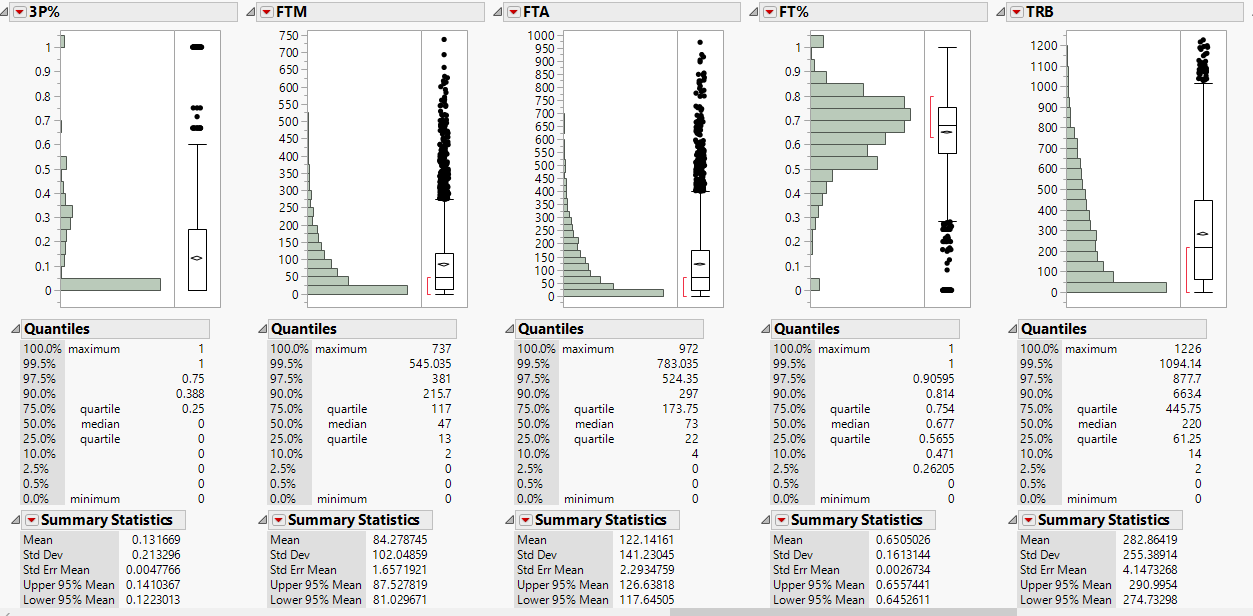 3P% FTM FTA FT% TRB
1 750 1000 1 1200
0.9 700 950 0.9 1100
0.8 650 900 0.8 1000
0.7 600 850 0.7 900
0.6 550 800 0.6 800
0.5 500 750 0.5 700
0.4 450 700 0.4 600
0.3 400 650 0.3 500
0.2 350 600 0.2 400
0.1 300 550 0.1 300
0 250 500 0 200
200 450 100
150 400 0
100 350
50 300
0 250
200
150
100
50
0
Quantiles Quantiles Quantiles Quantiles Quantiles
100.0% maximum 1 100.0% maximum 737 100.0% maximum 972 100.0% maximum 1 100.0% maximum 1226
99.5% 1 99.5% 545.035 99.5% 783.035 99.5% 1 99.5% 1094.14
97.5% 0.75 97.5% 381 97.5% 524.35 97.5% 0.90595 97.5% 877.7
90.0% 0.388 90.0% 215.7 90.0% 297 90.0% 0.814 90.0% 663.4
75.0% quartile 0.25 75.0% quartile 117 75.0% quartile 173.75 75.0% quartile 0.754 75.0% quartile 445.75
50.0% median 0 50.0% median 47 50.0% median 73 50.0% median 0.677 50.0% median 220
25.0% quartile 0 25.0% quartile 13 25.0% quartile 22 25.0% quartile 0.5655 25.0% quartile 61.25
10.0% 0 10.0% 2 10.0% 4 10.0% 0.471 10.0% 14
2.5% 0 2.5% 0 2.5% 0 2.5% 0.26205 2.5% 2
0.5% 0 0.5% 0 0.5% 0 0.5% 0 0.5% 0
0.0% minimum 0 0.0% minimum 0 0.0% minimum 0 0.0% minimum 0 0.0% minimum 0
Summary Statistics Summary Statistics Summary Statistics Summary Statistics Summary Statistics
Mean 0.131669 Mean 84.278745 Mean 122.14161 Mean 0.6505026 Mean 282.86419
Std Dev 0.213296 Std Dev 102.04859 Std Dev 141.23045 Std Dev 0.1613144 Std Dev 255.38914
Std Err Mean 0.0047766 Std Err Mean 1.6571921 Std Err Mean 2.2934759 Std Err Mean 0.0026734 Std Err Mean 4.1473268
Upper 95% Mean 0.1410367 Upper 95% Mean 87.527819 Upper 95% Mean 126.63818 Upper 95% Mean 0.6557441 Upper 95% Mean 290.9954
Lower 95% Mean 0.1223013 Lower 95% Mean 81.029671 Lower 95% Mean 117.64505 Lower 95% Mean 0.6452611 Lower 95% Mean 274.73298